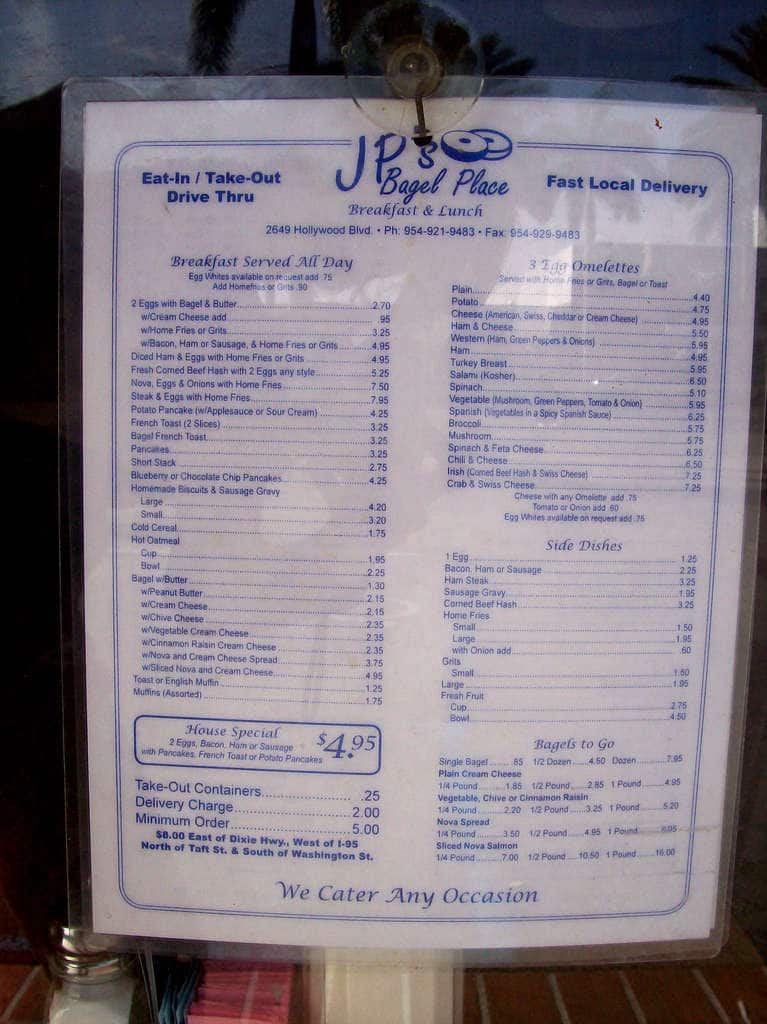 Eat-In / Take-Out
Drive Thru
JP's
Bagel Place
Breakfast & Lunch
Fast Local Delivery
2649 Hollywood Blvd. • Ph: 954-921-9483 • Fax: 954-929-9483
Breakfast Served All Day
Egg Whites available on request add .75
Add Homefries or Grits .90
2 Eggs with Bagel & Butter 2.70
w/Cream Cheese add .95
w/Home Fries or Grits 3.25
w/Bacon, Ham or Sausage, & Home Fries or Grits 4.95
Diced Ham & Eggs with Home Fries or Grits 4.95
Fresh Corned Beef Hash with 2 Eggs any style 5.25
Nova, Eggs & Onions with Home Fries 7.50
Steak & Eggs with Home Fries 7.95
Potato Pancake (w/Applesauce or Sour Cream) 4.25
French Toast (2 Slices) 3.25
Bagel French Toast 3.25
Pancakes 3.25
Short Stack 2.75
Blueberry or Chocolate Chip Pancakes 4.25
Homemade Biscuits & Sausage Gravy
Large 4.20
Small 3.20
Cold Cereal 1.75
Hot Oatmeal
Cup 1.95
Bowl 2.25
Bagel w/Butter 1.30
w/Peanut Butter 2.15
w/Cream Cheese 2.15
w/Chive Cheese 2.35
w/Vegetable Cream Cheese 2.35
w/Cinnamon Raisin Cream Cheese 2.35
w/Nova and Cream Cheese Spread 3.75
w/Sliced Nova and Cream Cheese 4.95
Toast or English Muffin 1.25
Muffins (Assorted) 1.75
House Special
2 Eggs, Bacon, Ham or Sausage
with Pancakes, French Toast or Potato Pancakes
$4.95
Take-Out Containers .25
Delivery Charge 2.00
Minimum Order 5.00
$8.00 East of Dixie Hwy., West of I-95
North of Taft St. & South of Washington St.
3 Egg Omelettes
Served with Home Fries or Grits, Bagel or Toast
Plain 4.40
Potato 4.75
Cheese (American, Swiss, Cheddar or Cream Cheese) 4.95
Ham & Cheese 5.50
Western (Ham, Green Peppers & Onions) 5.95
Ham 4.95
Turkey Breast 5.95
Salami (Kosher) 6.50
Spinach 5.10
Vegetable (Mushroom, Green Peppers, Tomato & Onion) 5.95
Spanish (Vegetables in a Spicy Spanish Sauce) 6.25
Broccoli 5.75
Mushroom 5.75
Spinach & Feta Cheese 6.25
Chili & Cheese 6.50
Irish (Corned Beef Hash & Swiss Cheese) 7.25
Crab & Swiss Cheese 7.25
Cheese with any Omelette add .75
Tomato or Onion add .60
Egg Whites available on request add .75
Side Dishes
1 Egg 1.25
Bacon, Ham or Sausage 2.25
Ham Steak 3.25
Sausage Gravy 1.95
Corned Beef Hash 3.25
Home Fries
Small 1.50
Large 1.95
with Onion add .60
Grits
Small 1.50
Large 1.95
Fresh Fruit
Cup 2.75
Bowl 4.50
Bagels to Go
Single Bagel .85 1/2 Dozen 4.50 Dozen 7.95
Plain Cream Cheese
1/4 Pound 1.85 1/2 Pound 2.85 1 Pound 4.95
Vegetable, Chive or Cinnamon Raisin
1/4 Pound 2.20 1/2 Pound 3.25 1 Pound 5.20
Nova Spread
1/4 Pound 3.50 1/2 Pound 4.95 1 Pound
Sliced Nova Salmon
1/4 Pound 7.00 1/2 Pound 10.50 1 Pound 16.00
We Cater Any Occasion